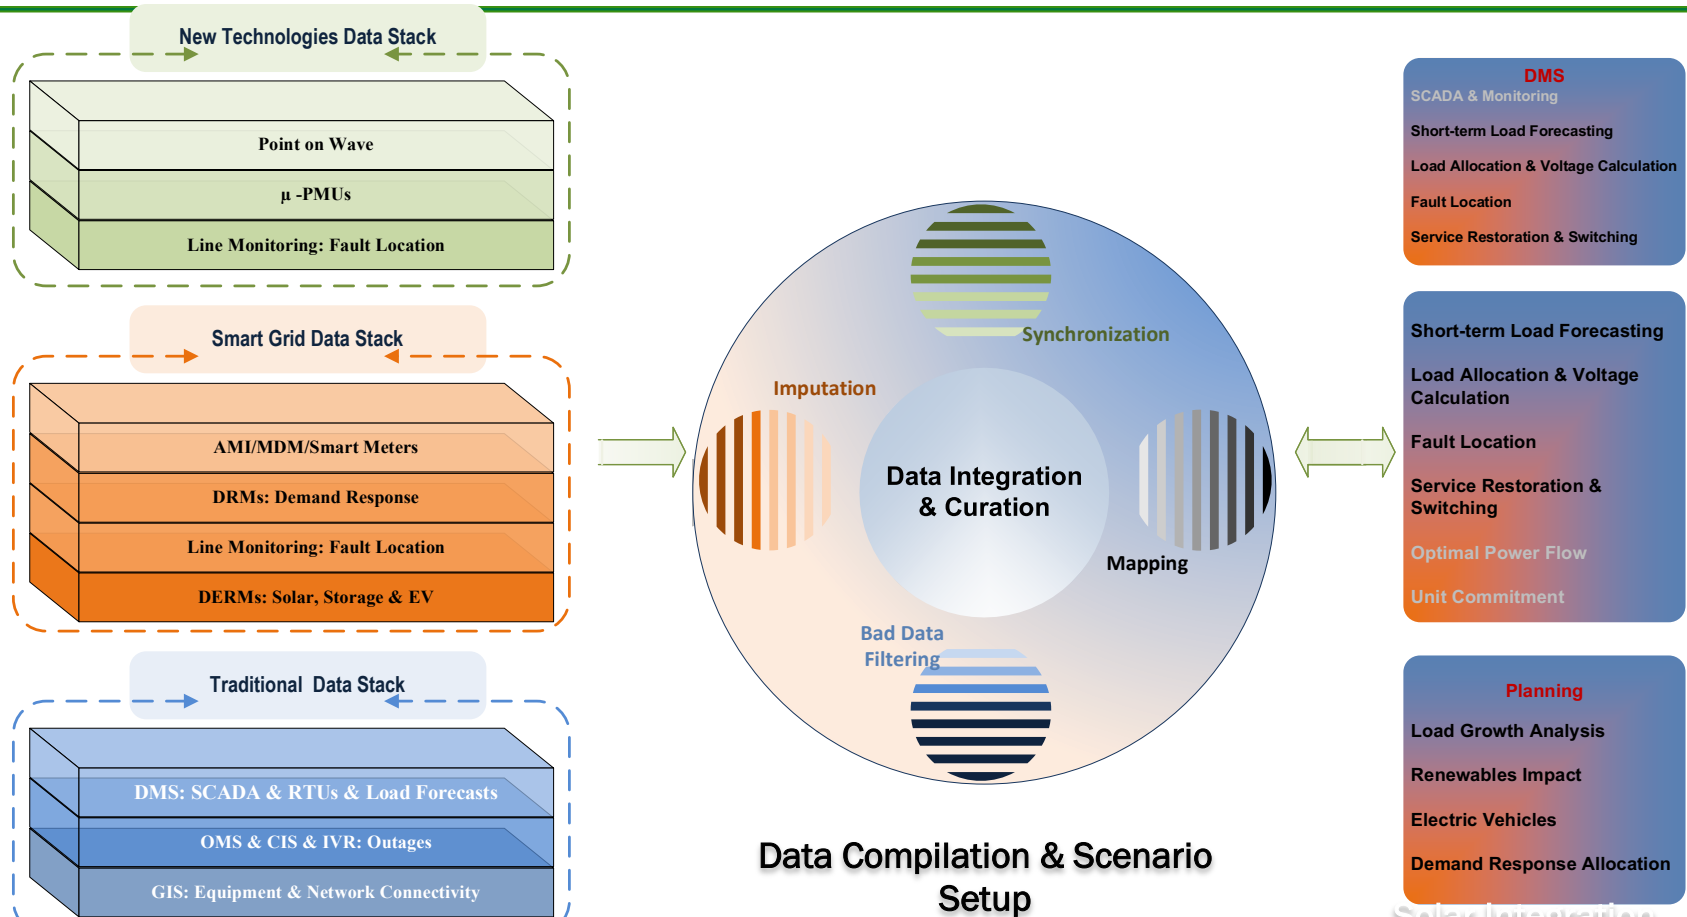 New Technologies Data Stack
Point on Wave
µ -PMUs
Line Monitoring: Fault Location
Smart Grid Data Stack
AMI/MDM/Smart Meters
DRMs: Demand Response
Line Monitoring: Fault Location
DERMs: Solar, Storage & EV
Traditional Data Stack
DMS: SCADA & RTUs & Load Forecasts
OMS & CIS & IVR: Outages
GIS: Equipment & Network Connectivity
Synchronization
Imputation
Data Integration
& Curation
Mapping
Bad Data
Filtering
Data Compilation & Scenario
Setup
DMS
SCADA & Monitoring
Short-term Load Forecasting
Load Allocation & Voltage Calculation
Fault Location
Service Restoration & Switching
Short-term Load Forecasting
Load Allocation & Voltage
Calculation
Fault Location
Service Restoration &
Switching
Optimal Power Flow
Unit Commitment
Planning
Load Growth Analysis
Renewables Impact
Electric Vehicles
Demand Response Allocation
Solar Integration